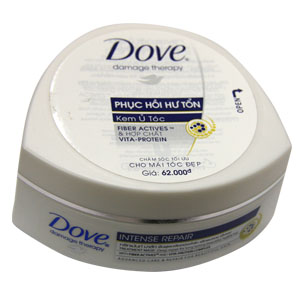 Dove
damage therapy
PHỤC HỒI HƯ TỔN
Kem Ủ Tóc
FIBER ACTIVES™
& HỢP CHẤT
VITA-PROTEIN
CHĂM SÓC TỐI ƯU
CHO MÁI TÓC ĐẸP
Giá: 62.000đ
OPEN
Dove
damage therapy
INTENSE REPAIR